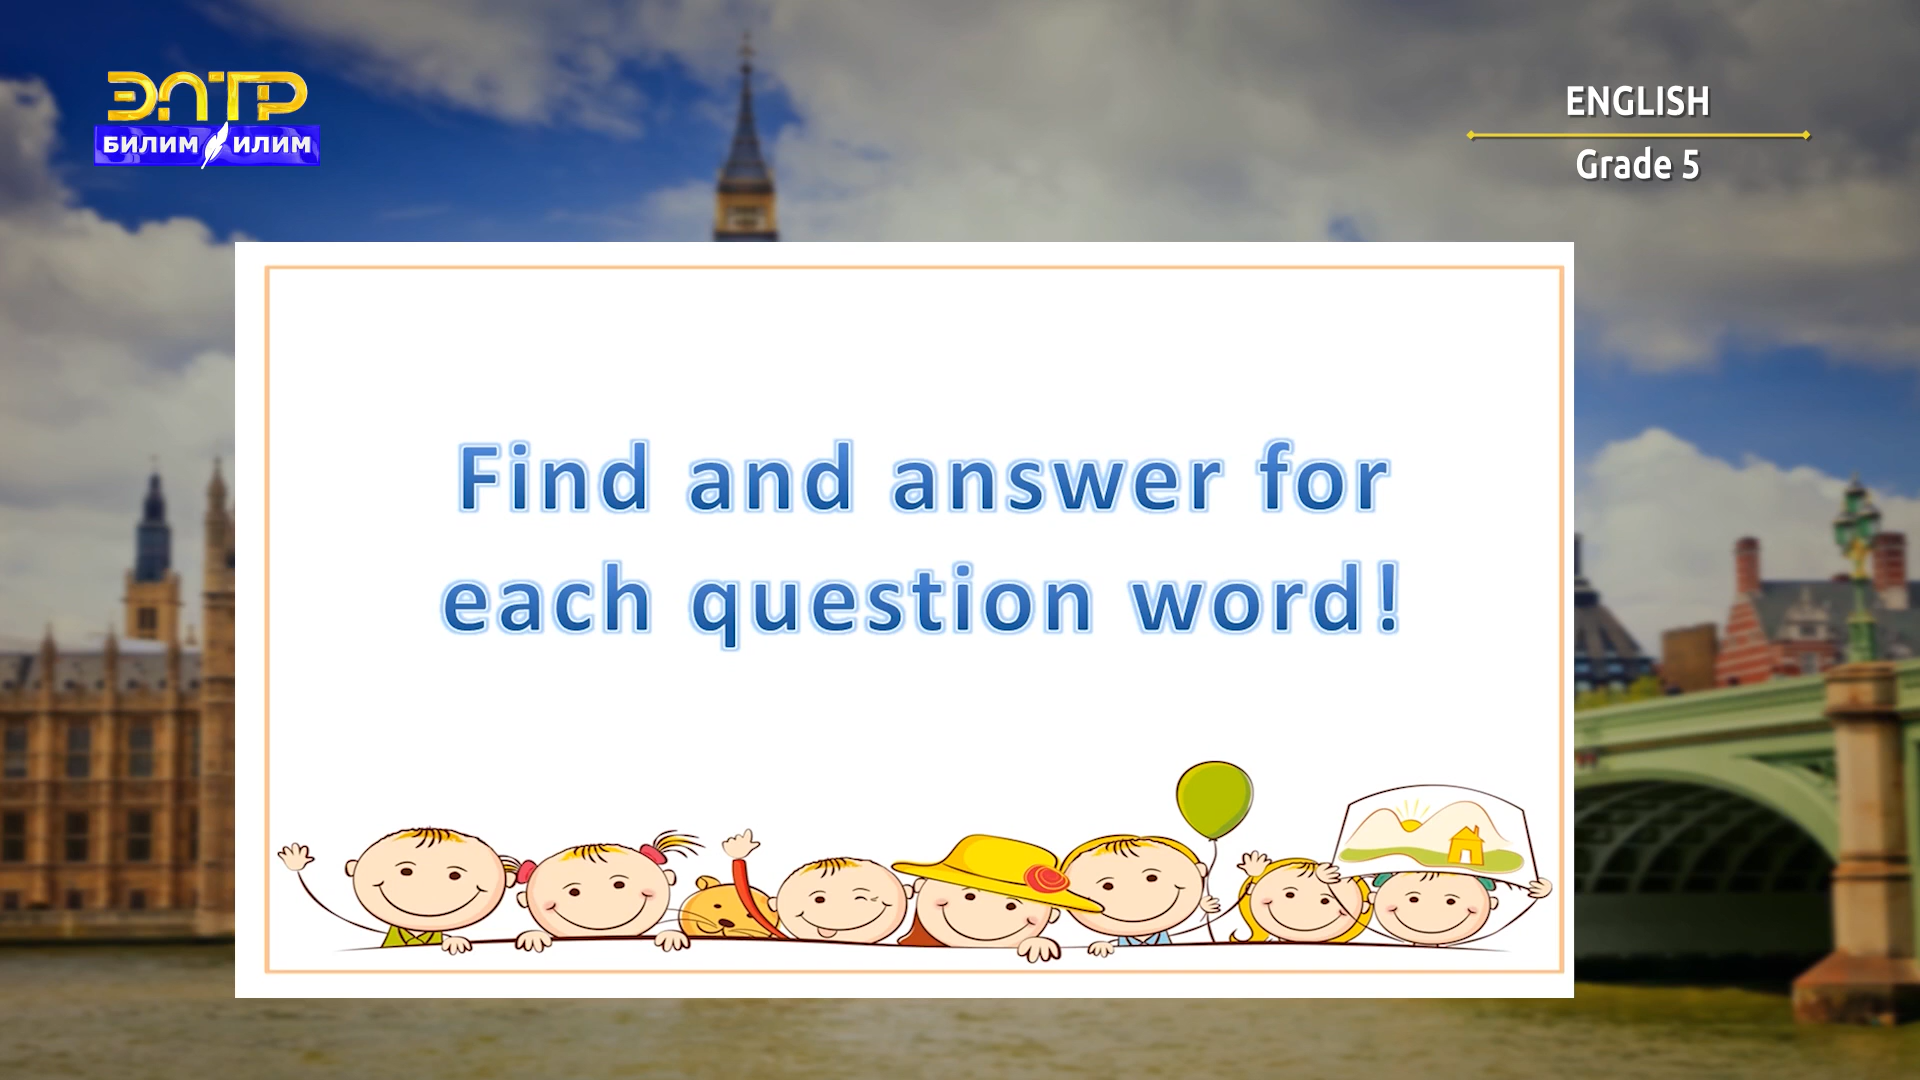 ЭЛТР
БИЛИМ ИЛИМ
ENGLISH
Grade 5
Find and answer for
each question word!